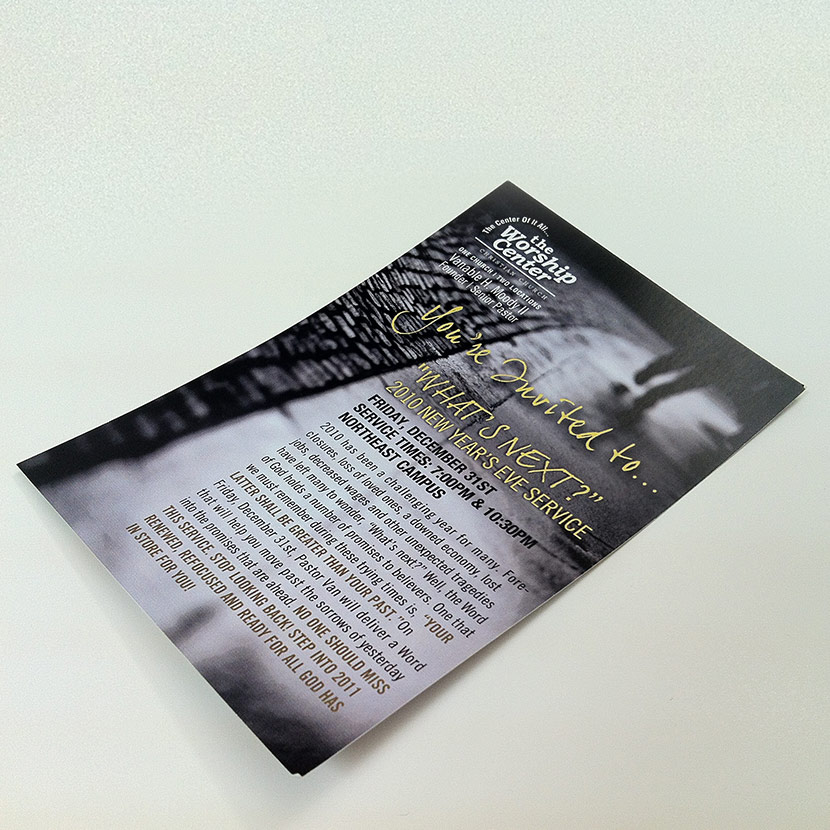 The Center Of It All...
the
Worship
Center
CHRISTIAN CHURCH
ONE CHURCH | TWO LOCATIONS
Vanable H. Moody II
Founder | Senior Pastor
You're Invited to...
"WHAT'S NEXT?"
2010 NEW YEAR'S EVE SERVICE
FRIDAY, DECEMBER 31ST
SERVICE TIMES: 7:00PM & 10:30PM
NORTHEAST CAMPUS
2010 has been a challenging year for many. Fore-
closures, loss of loved ones, a downed economy, lost
jobs, decreased wages and other unexpected tragedies
have left many to wonder, "What's next?" Well, the Word
of God holds a number of promises to believers. One that
we must remember during these trying times is, "YOUR
LATTER SHALL BE GREATER THAN YOUR PAST." On
Friday, December 31st, Pastor Van will deliver a Word
that will help you move past the sorrows of yesterday
into the promises that are ahead. NO ONE SHOULD MISS
THIS SERVICE. STOP LOOKING BACK, STEP INTO 2011
RENEWED, REFOCUSED AND READY FOR ALL GOD HAS
IN STORE FOR YOU!